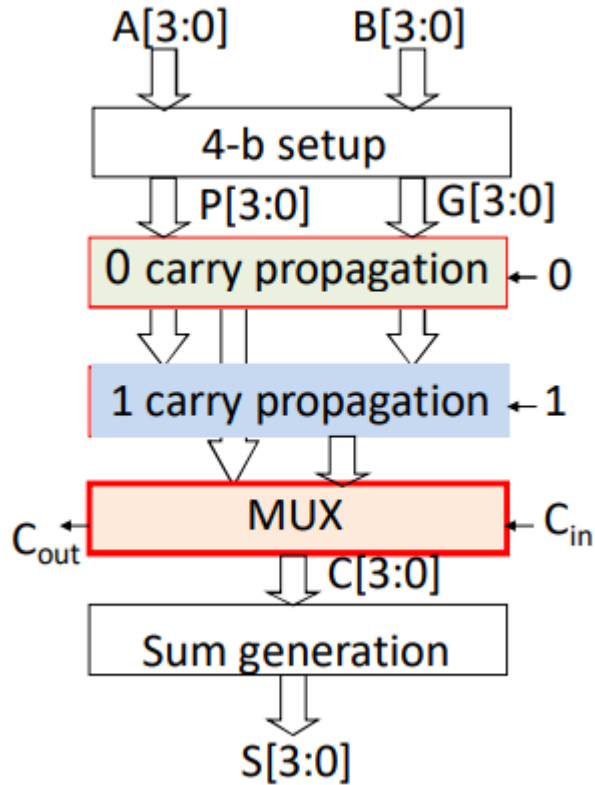 A[3:0] B[3:0]
4-b setup
P[3:0] G[3:0]
0 carry propagation 0
1 carry propagation 1
MUX
Cout Cin
C[3:0]
Sum generation
S[3:0]